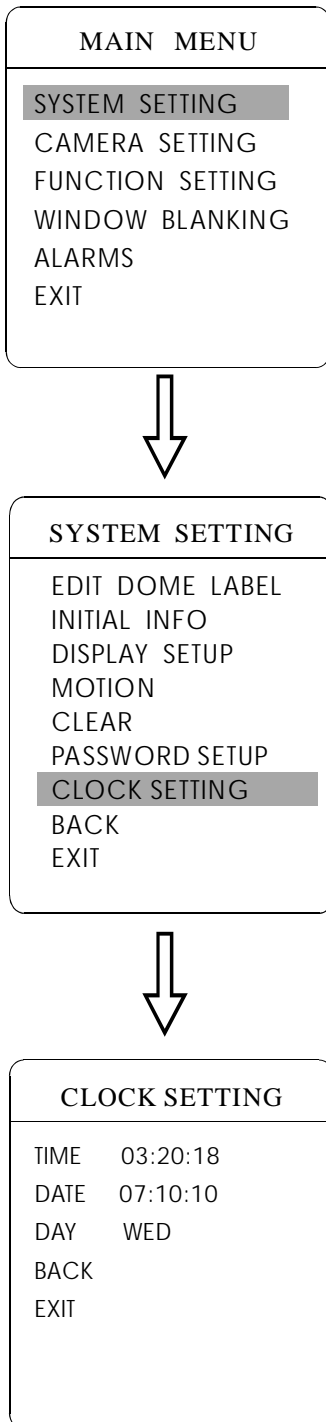 MAIN MENU
SYSTEM SETTING
CAMERA SETTING
FUNCTION SETTING
WINDOW BLANKING
ALARMS
EXIT
SYSTEM SETTING
EDIT DOME LABEL
INITIAL INFO
DISPLAY SETUP
MOTION
CLEAR
PASSWORD SETUP
CLOCK SETTING
BACK
EXIT
CLOCK SETTING
TIME 03:20:18
DATE 07:10:10
DAY WED
BACK
EXIT